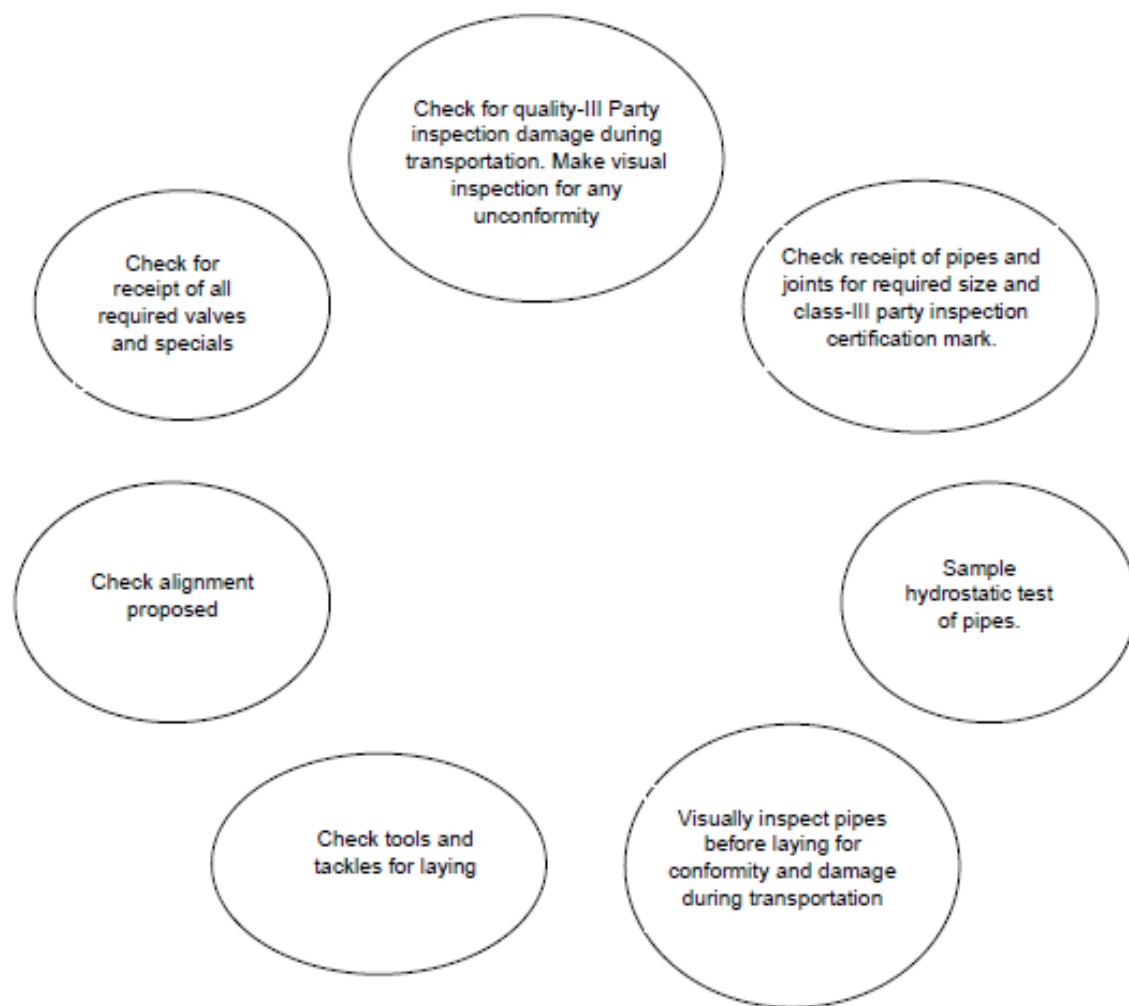 Check for quality-III Party
inspection damage during
transportation. Make visual
inspection for any
unconformity
Check receipt of pipes and
joints for required size and
class-III party inspection
certification mark.
Sample
hydrostatic test
of pipes.
Visually inspect pipes
before laying for
conformity and damage
during transportation
Check tools and
tackles for laying
Check alignment
proposed
Check for
receipt of all
required valves
and specials